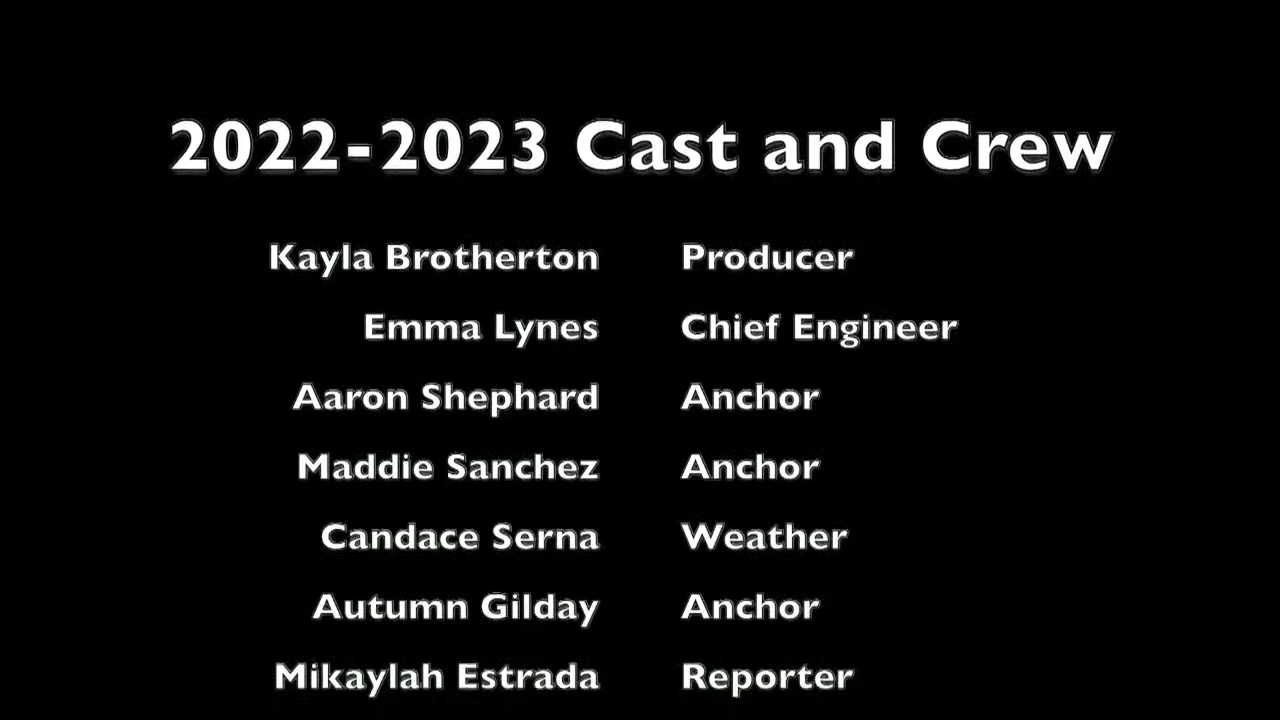 2022-2023 Cast and Crew
Kayla Brotherton Producer
Emma Lynes Chief Engineer
Aaron Shephard Anchor
Maddie Sanchez Anchor
Candace Serna Weather
Autumn Gilday Anchor
Mikaylah Estrada Reporter